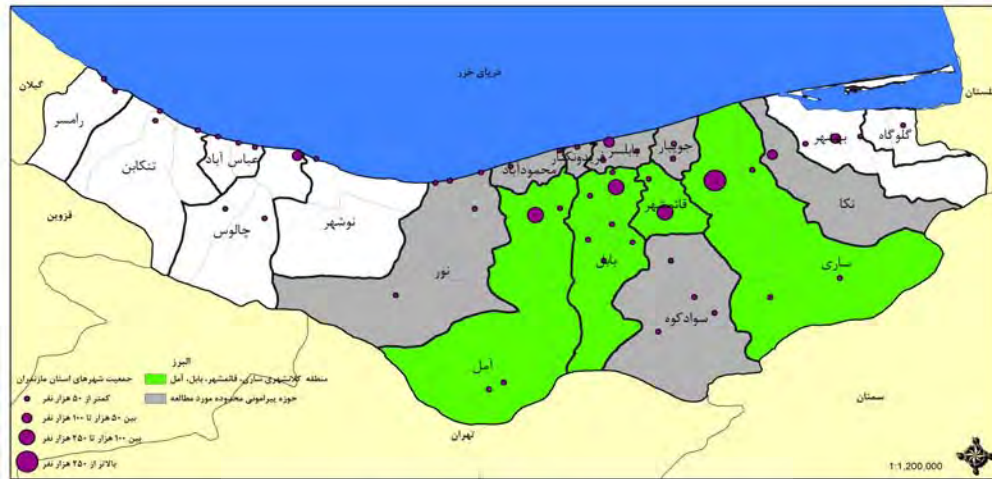 دریای خزر
گیلان
لستان
رامسر
تنکابن
عباس آباد
چالوس
نوشهر
نور
محمودآباد
فریدونکنار
بابلسر
جویبار
بهشهر
گلوگاه
نکا
قائمشهر
بابل
ساری
آمل
سوادکوه
قزوین
تهران
سمنان
البرز
جمعیت شهرهای استان مازندران
کمتر از ۵۰ هزار نفر
بین ۵۰ هزار تا ۱۰۰ هزار نفر
بین ۱۰۰ هزار تا ۲۵۰ هزار نفر
بالاتر از ۲۵۰ هزار نفر
منطقه کلانشهری ساری، قائمشهر، بابل، آمل
حوزه پیرامونی محدوده مورد مطالعه
1:1,200,000